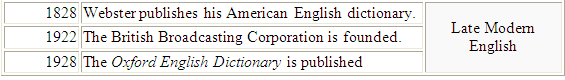 1828 Webster publishes his American English dictionary.
1922 The British Broadcasting Corporation is founded.
1928 The Oxford English Dictionary is published
Late Modern
English